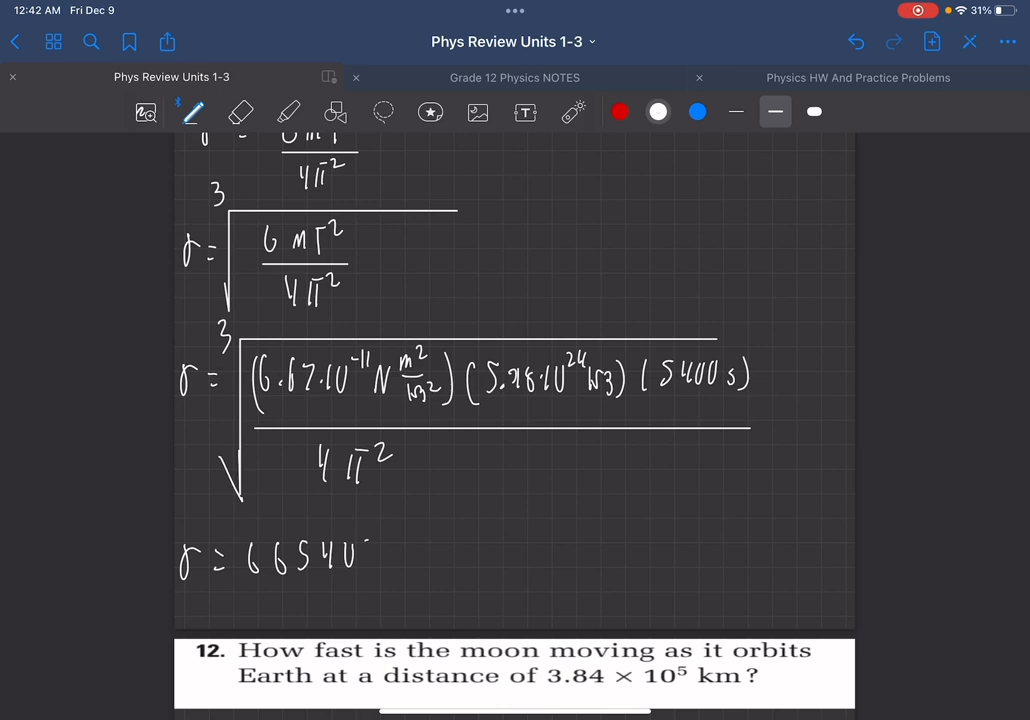 12:42 AM Fri Dec 9
31%
Phys Review Units 1-3
Phys Review Units 1-3
Grade 12 Physics NOTES
Physics HW And Practice Problems
T
4π²
r = ∛(GmT² / 4π²)
r = ∛((6.67·10⁻¹¹ N m²/kg²) (5.98·10²⁴ kg) (5400 s) / 4π²)
r = 66540
12. How fast is the moon moving as it orbits
Earth at a distance of 3.84 × 10⁵ km?